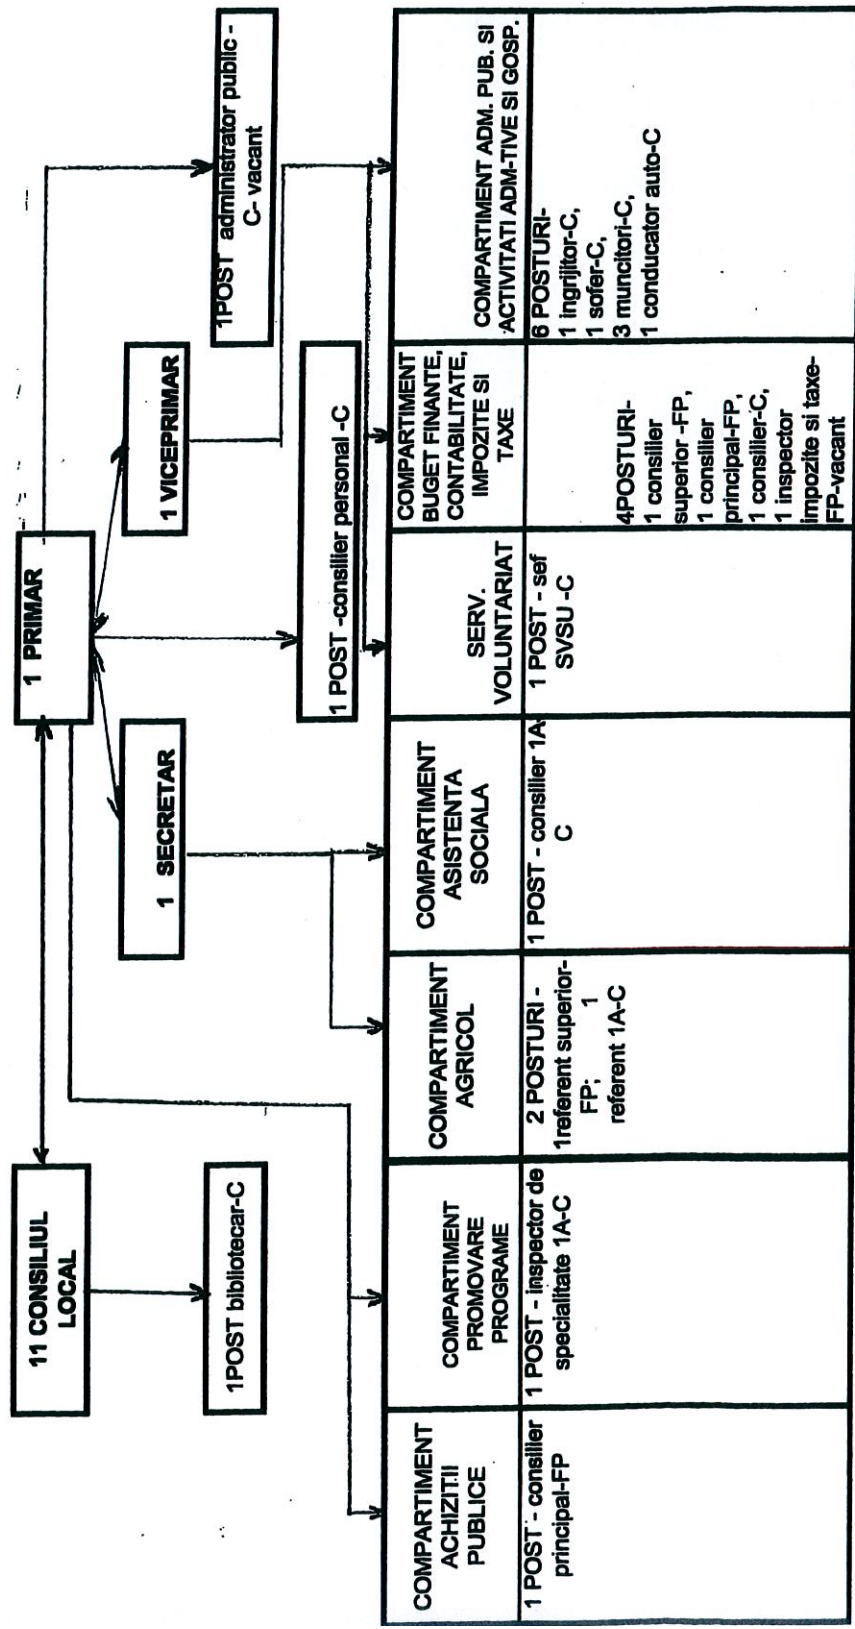 11 CONSILIUL
LOCAL
1 PRIMAR
1 SECRETAR
1 VICEPRIMAR
1POST bibliotecar-C
1POST administrator public -
C- vacant
1 POST -consilier personal -C
COMPARTIMENT
ACHIZITII
PUBLICE
COMPARTIMENT
PROMOVARE
PROGRAME
COMPARTIMENT
AGRICOL
COMPARTIMENT
ASISTENTA
SOCIALA
SERV.
VOLUNTARIAT
COMPARTIMENT
BUGET FINANTE,
CONTABILITATE,
IMPOZITE SI
TAXE
COMPARTIMENT ADM. PUB. SI
ACTIVITATI ADM-TIVE SI GOSP.
1 POST - consilier
principal-FP
1 POST - inspector de
specialitate 1A-C
2 POSTURI -
1referent superior-
FP; 1
referent 1A-C
1 POST - consilier 1A
C
1 POST - sef
SVSU -C
4POSTURI-
1 consilier
superior -FP,
1 consilier
principal-FP,
1 consilier-C,
1 inspector
impozite si taxe-
FP-vacant
6 POSTURI-
1 ingrijitor-C,
1 sofer-C,
3 muncitori-C,
1 conducator auto-C